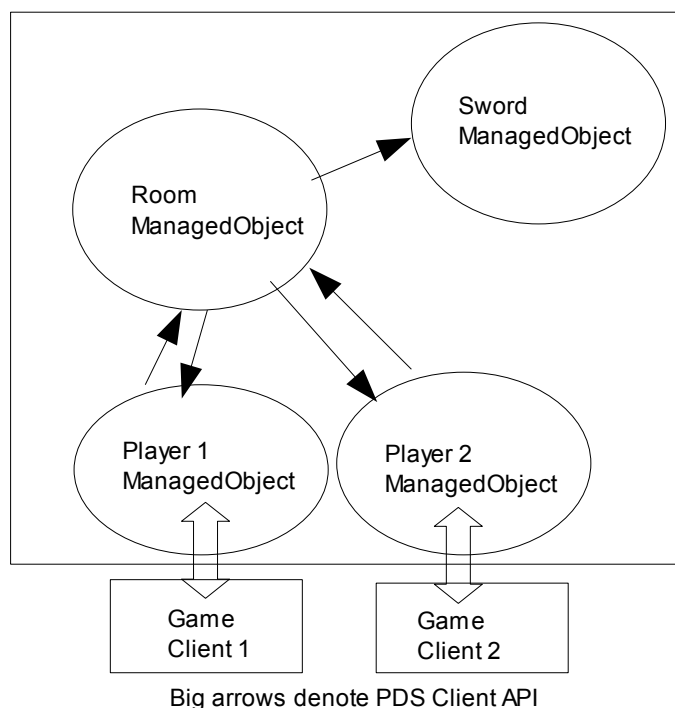 Sword
ManagedObject
Room
ManagedObject
Player 1
ManagedObject
Player 2
ManagedObject
Game
Client 1
Game
Client 2
Big arrows denote PDS Client API